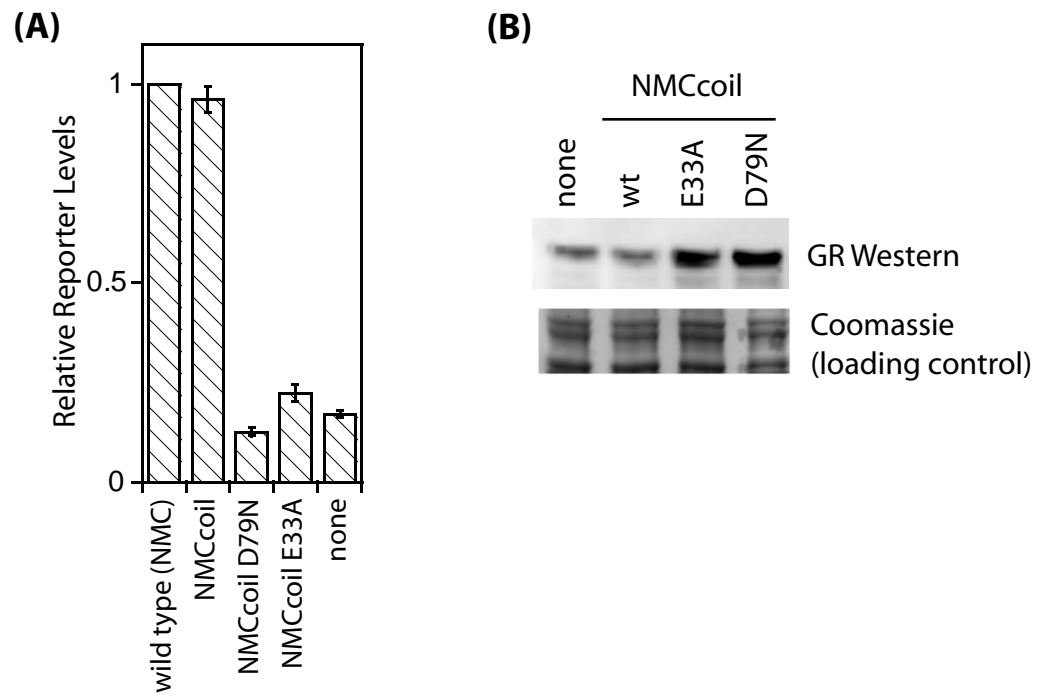 (A)
Relative Reporter Levels
1
0.5
0
wild type (NMC)
NMCcoil
NMCcoil D79N
NMCcoil E33A
none
(B)
NMCcoil
none
wt
E33A
D79N
GR Western
Coomassie
(loading control)